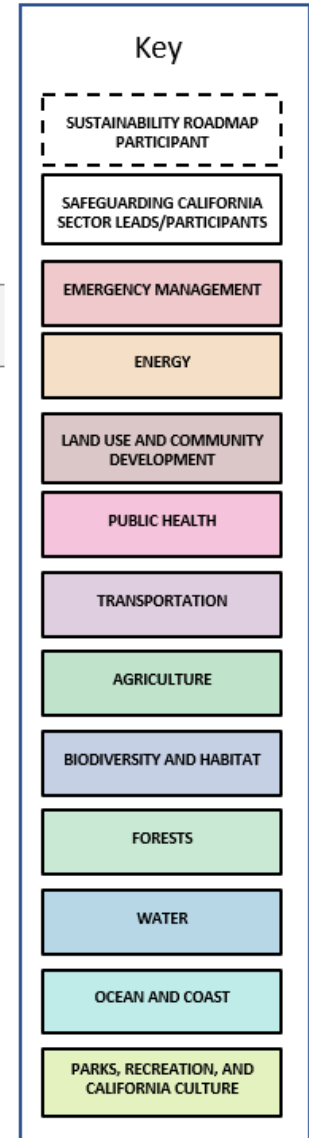 Key
SUSTAINABILITY ROADMAP
PARTICIPANT
SAFEGUARDING CALIFORNIA
SECTOR LEADS/PARTICIPANTS
EMERGENCY MANAGEMENT
ENERGY
LAND USE AND COMMUNITY
DEVELOPMENT
PUBLIC HEALTH
TRANSPORTATION
AGRICULTURE
BIODIVERSITY AND HABITAT
FORESTS
WATER
OCEAN AND COAST
PARKS, RECREATION, AND
CALIFORNIA CULTURE